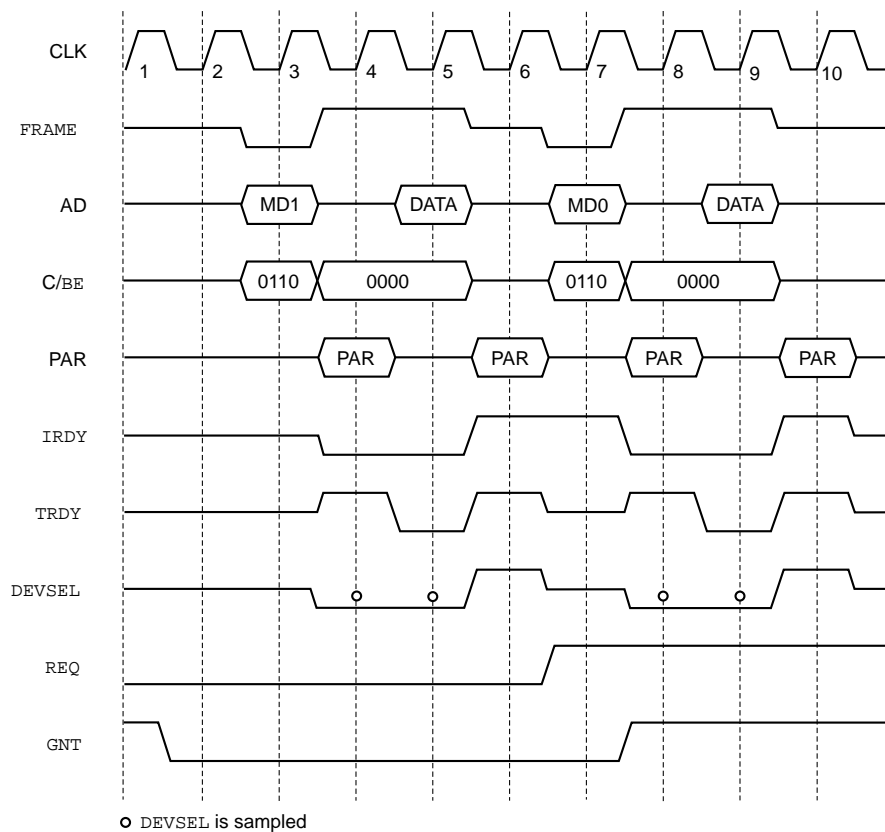 CLK
1 2 3 4 5 6 7 8 9 10
FRAME
AD MD1 DATA MD0 DATA
C/BE 0110 0000 0110 0000
PAR PAR PAR PAR PAR
IRDY
TRDY
DEVSEL
REQ
GNT
DEVSEL is sampled